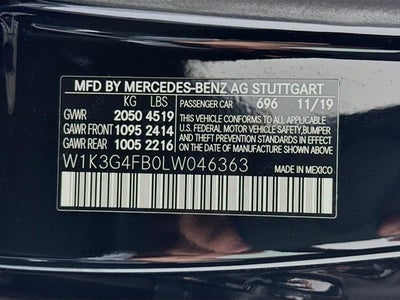 MFD BY MERCEDES-BENZ AG STUTTGART
KG LBS PASSENGER CAR 696 11/19
GVWR 2050 4519
GAWR FRONT 1095 2414
GAWR REAR 1005 2216
THIS VEHICLE CONFORMS TO ALL APPLICABLE
U.S. FEDERAL MOTOR VEHICLE SAFETY, BUMPER,
AND THEFT PREVENTION STANDARDS IN EFFECT
ON THE DATE OF MANUFACTURE SHOWN ABOVE.
W1K3G4FB0LW046363
MADE IN MEXICO